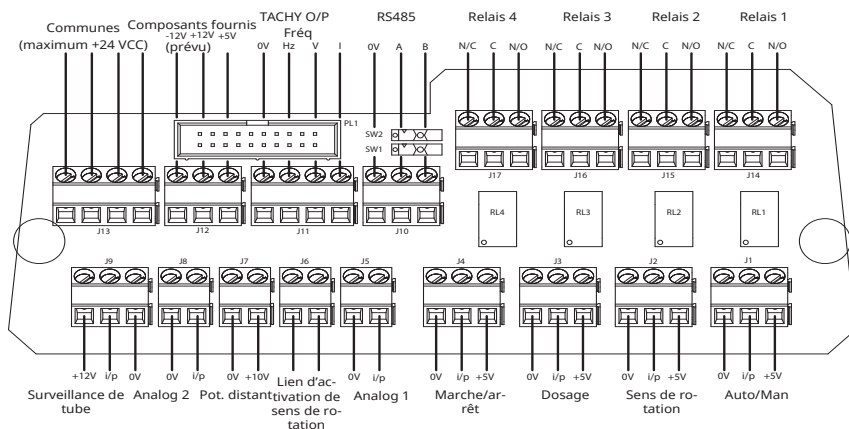 Communes
(maximum +24 VCC)
Composants fournis
-12V +12V +5V
(prévu)
TACHY O/P
Fréq
0V Hz V I
RS485
0V A B
Relais 4
N/C C N/O
Relais 3
N/C C N/O
Relais 2
N/C C N/O
Relais 1
N/C C N/O
PL1
SW2
SW1
J17 J16 J15 J14
J13 J12 J11 J10
RL4 RL3 RL2 RL1
J9 J8 J7 J6 J5 J4 J3 J2 J1
+12V i/p 0V
0V i/p
0V +10V
0V i/p
0V i/p +5V
0V i/p +5V
0V i/p +5V
0V i/p +5V
Surveillance de
tube
Analog 2
Pot. distant
Lien d’ac-
tivation de
sens de ro-
tation
Analog 1
Marche/ar-
rêt
Dosage
Sens de ro-
tation
Auto/Man